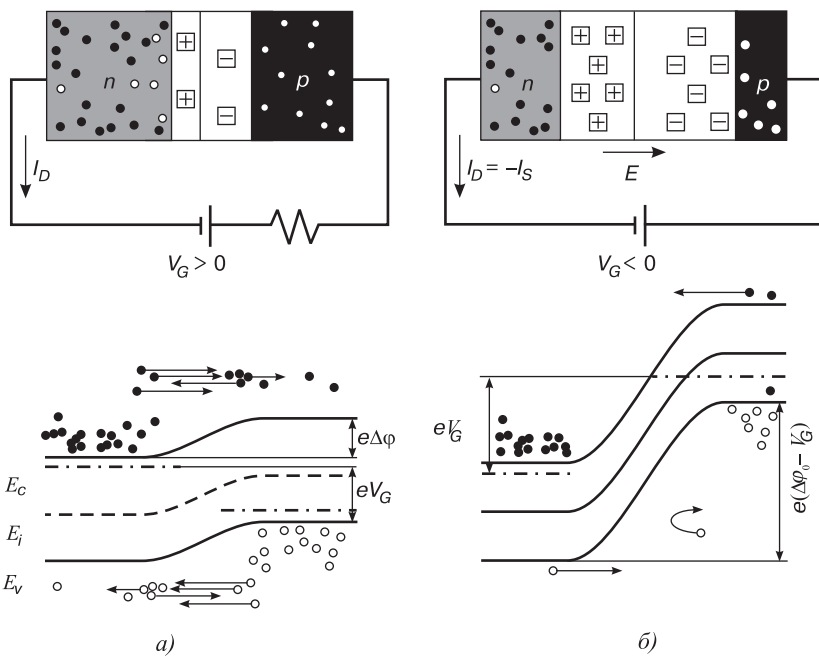 n
p
I_D
V_G > 0
n
p
E
I_D = −I_S
V_G < 0
eΔφ
eV_G
E_c
E_i
E_v
а)
eV_G
e(Δφ_0 − V_G)
б)